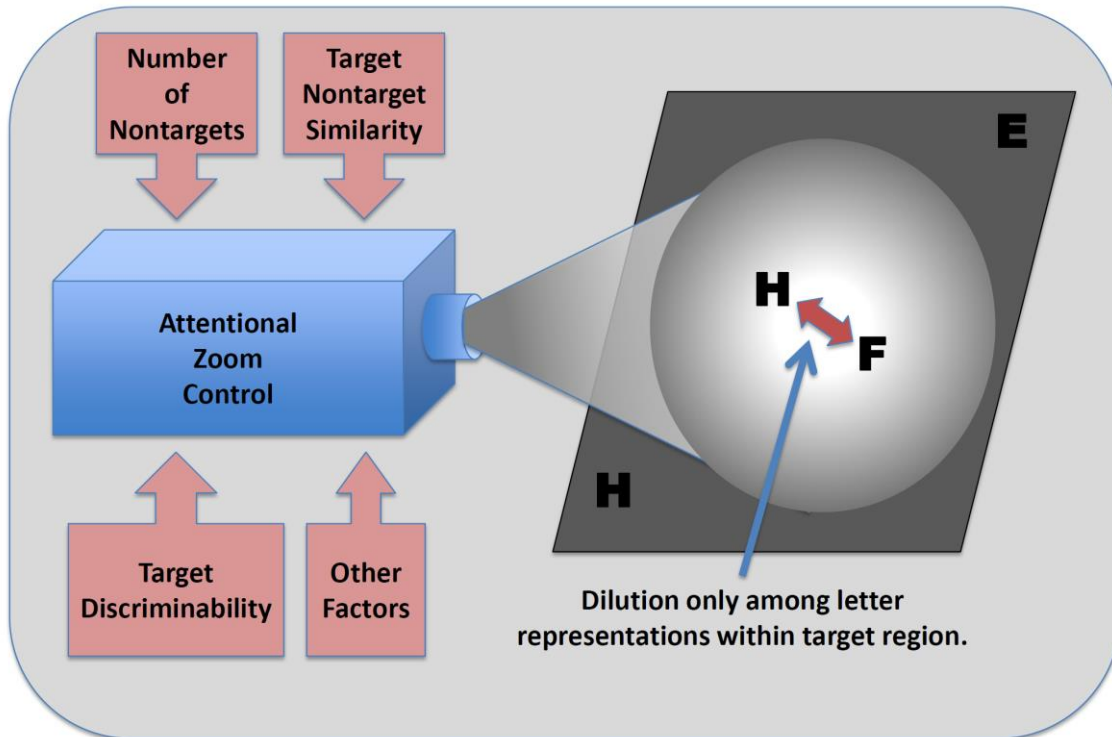 Number
of
Nontargets
Target
Nontarget
Similarity
E
Attentional
Zoom
Control
H
F
H
Target
Discriminability
Other
Factors
Dilution only among letter
representations within target region.